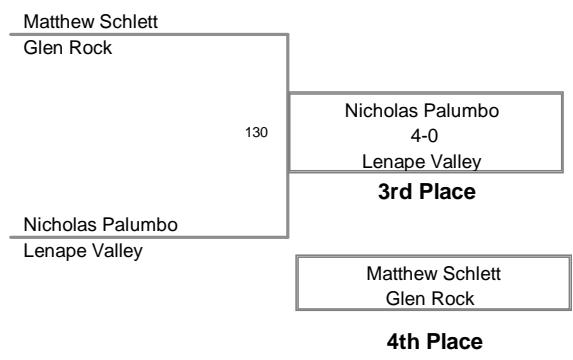 Matthew Schlett
Glen Rock
130
Nicholas Palumbo
4-0
Lenape Valley
3rd Place
Nicholas Palumbo
Lenape Valley
Matthew Schlett
Glen Rock
4th Place